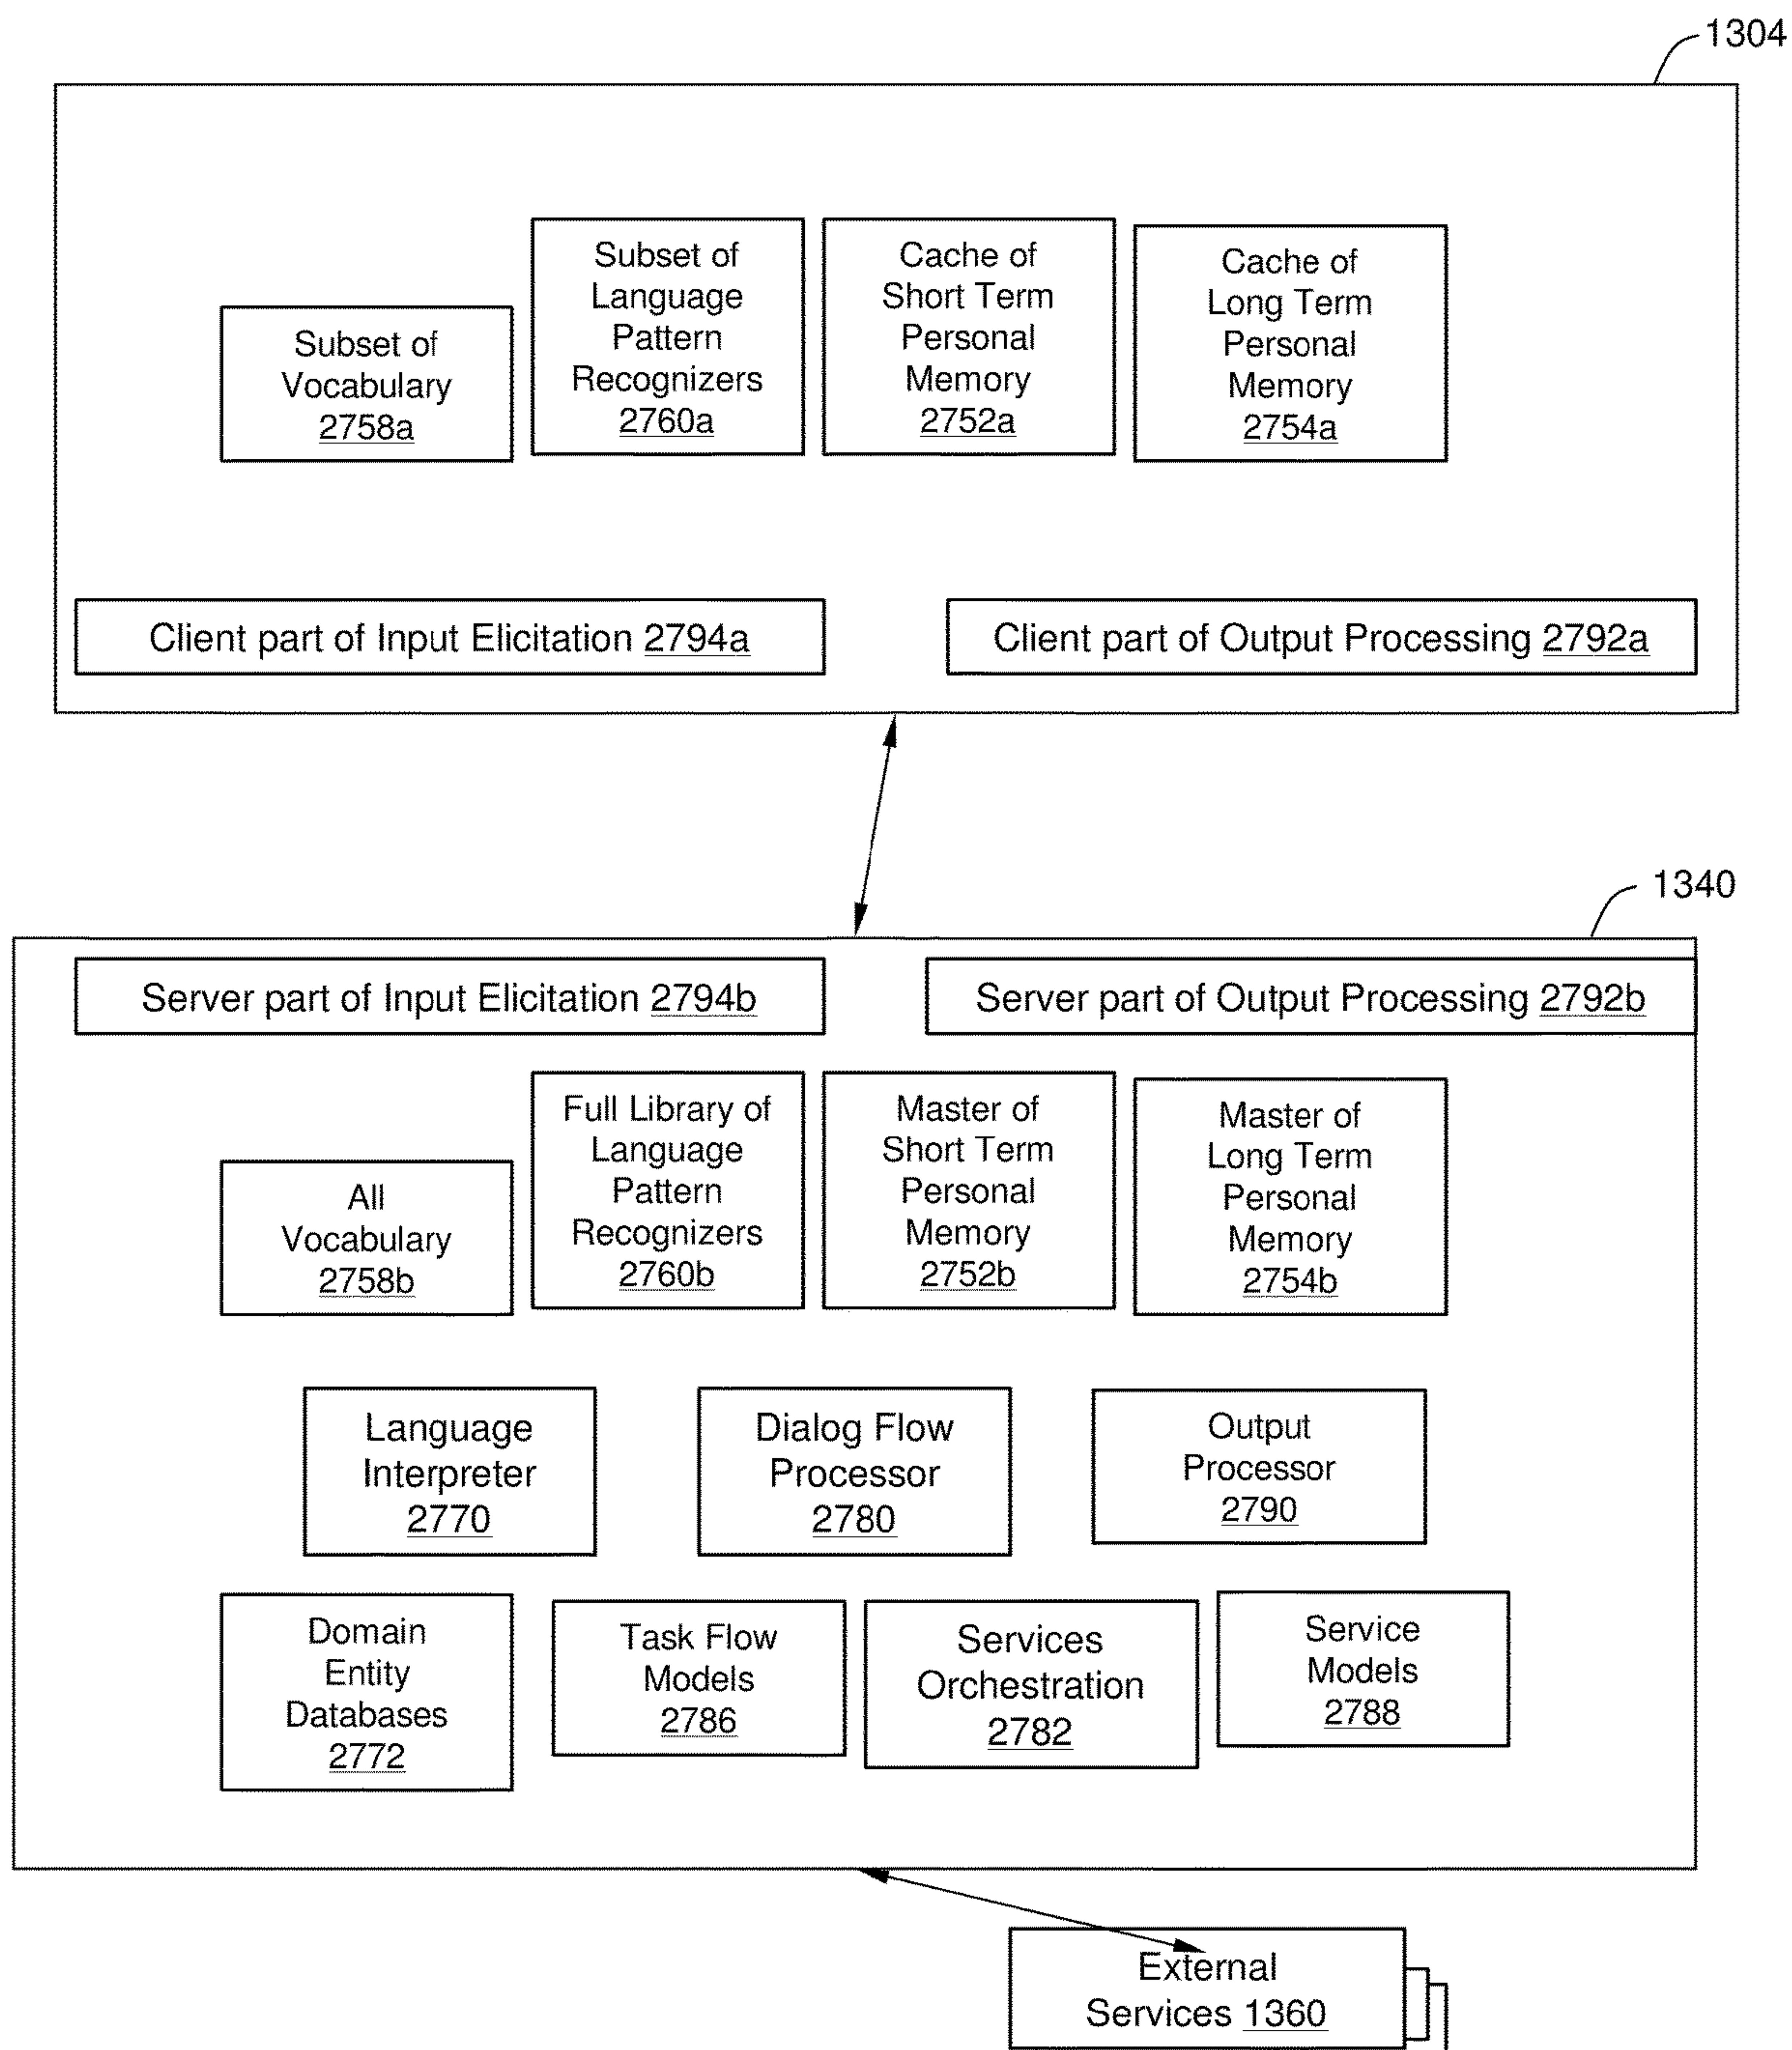 1304
Subset of
Vocabulary
2758a
Subset of
Language
Pattern
Recognizers
2760a
Cache of
Short Term
Personal
Memory
2752a
Cache of
Long Term
Personal
Memory
2754a
Client part of Input Elicitation 2794a
Client part of Output Processing 2792a
1340
Server part of Input Elicitation 2794b
Server part of Output Processing 2792b
All
Vocabulary
2758b
Full Library of
Language
Pattern
Recognizers
2760b
Master of
Short Term
Personal
Memory
2752b
Master of
Long Term
Personal
Memory
2754b
Language
Interpreter
2770
Dialog Flow
Processor
2780
Output
Processor
2790
Domain
Entity
Databases
2772
Task Flow
Models
2786
Services
Orchestration
2782
Service
Models
2788
External
Services 1360